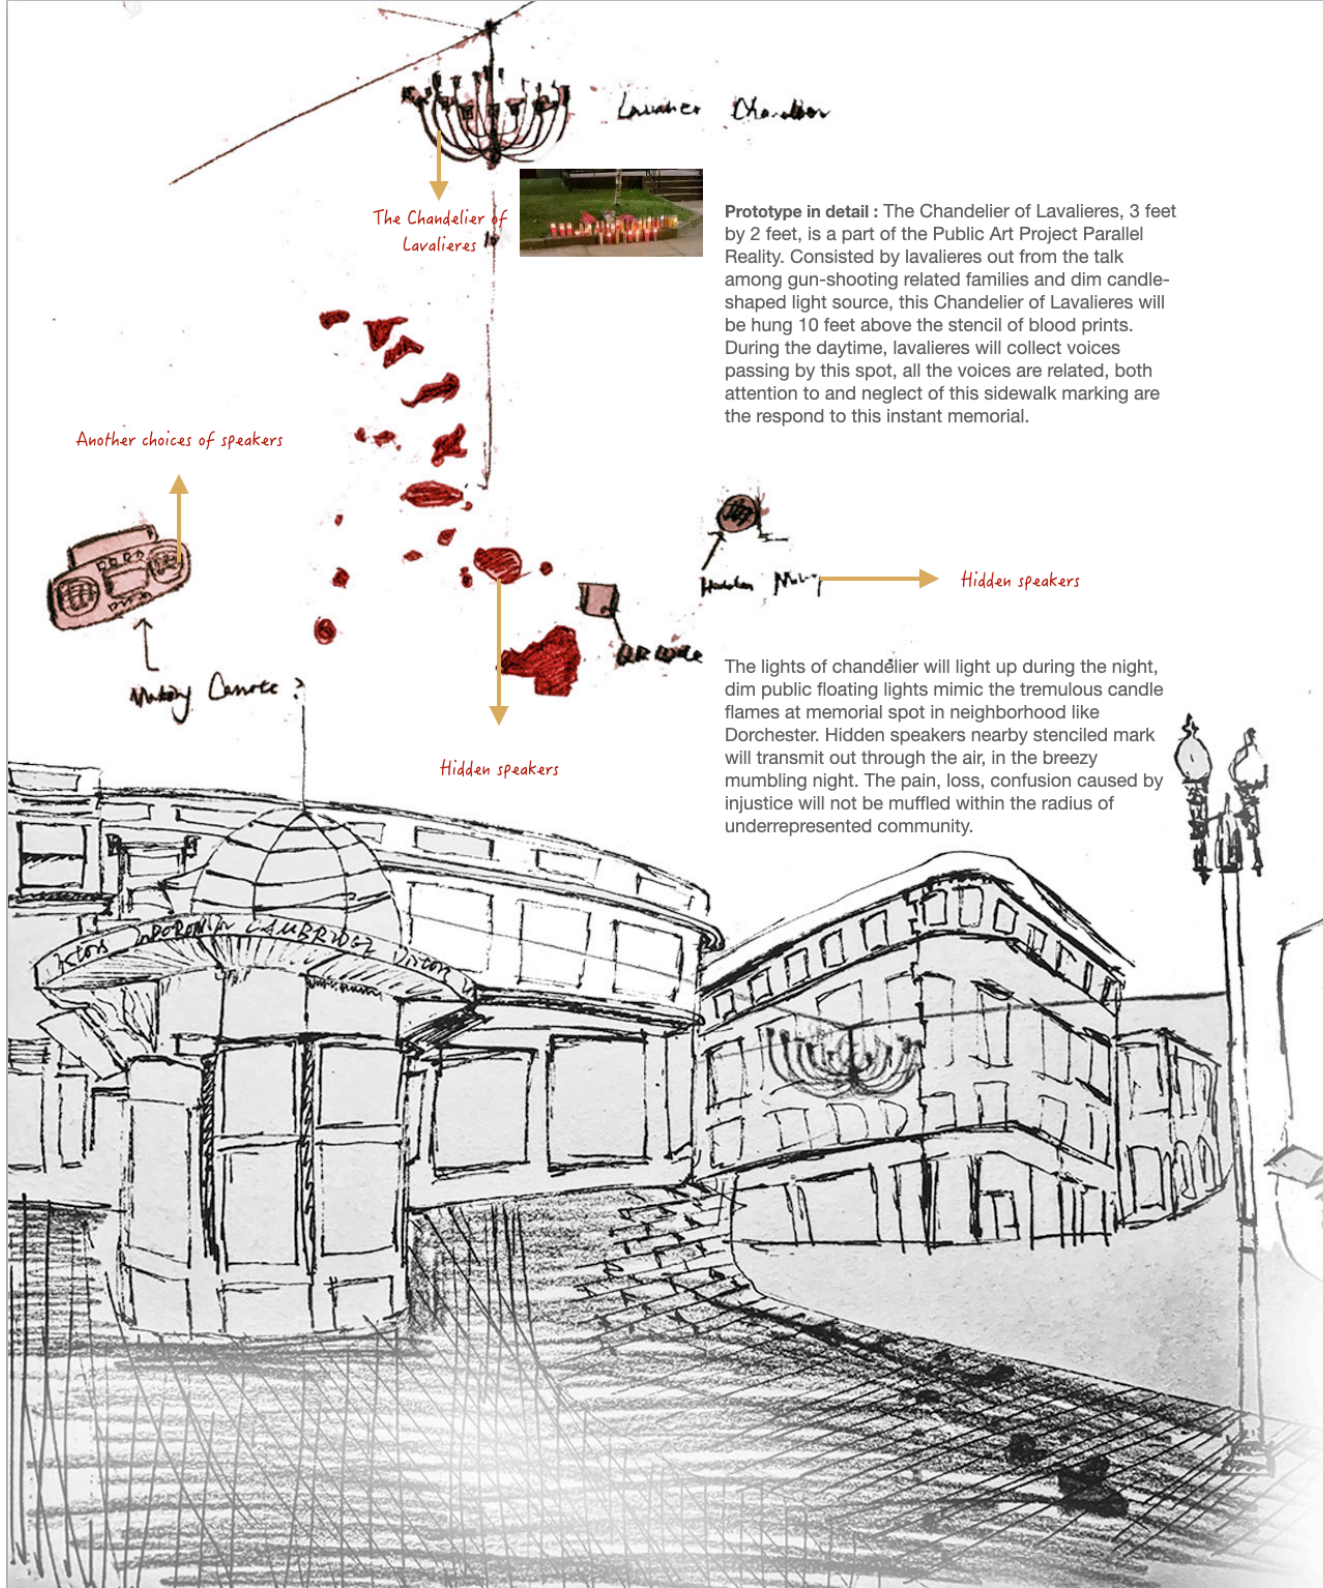 Lavalier Chandelier
The Chandelier of
Lavalieres
Prototype in detail : The Chandelier of Lavalieres, 3 feet
by 2 feet, is a part of the Public Art Project Parallel
Reality. Consisted by lavalieres out from the talk
among gun-shooting related families and dim candle-
shaped light source, this Chandelier of Lavalieres will
be hung 10 feet above the stencil of blood prints.
During the daytime, lavalieres will collect voices
passing by this spot, all the voices are related, both
attention to and neglect of this sidewalk marking are
the respond to this instant memorial.
Another choices of speakers
Hidden
Hidden speakers
QR code
The lights of chandelier will light up during the night,
dim public floating lights mimic the tremulous candle
flames at memorial spot in neighborhood like
Dorchester. Hidden speakers nearby stenciled mark
will transmit out through the air, in the breezy
mumbling night. The pain, loss, confusion caused by
injustice will not be muffled within the radius of
underrepresented community.
Hidden speakers
CAMBRIDGE